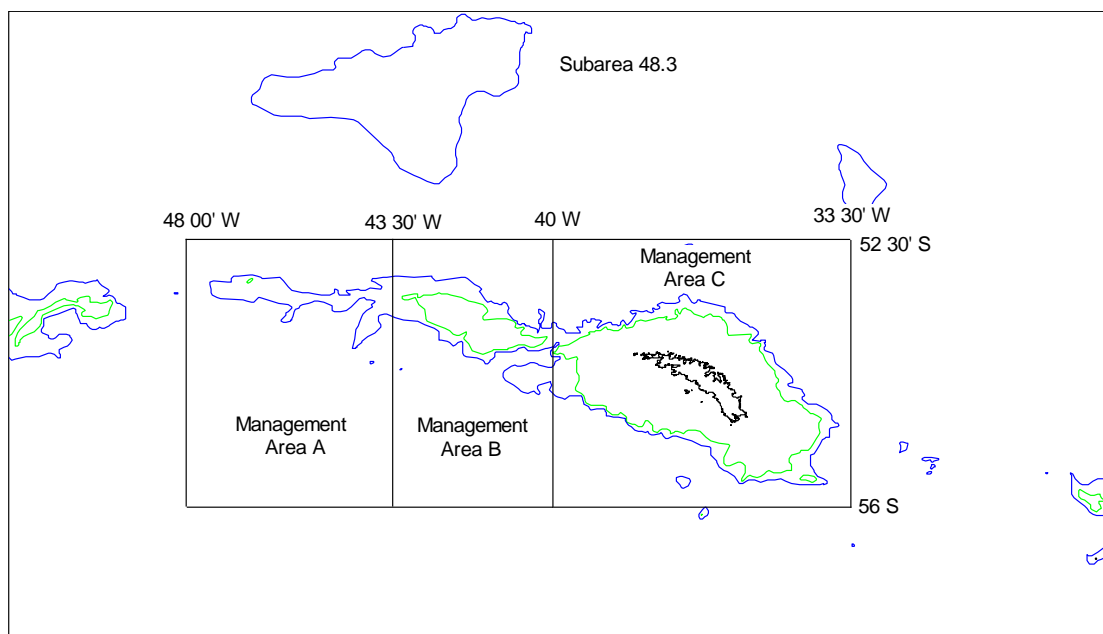 Subarea 48.3
48 00' W
43 30' W
40 W
33 30' W
52 30' S
Management
Area C
Management
Area A
Management
Area B
56 S